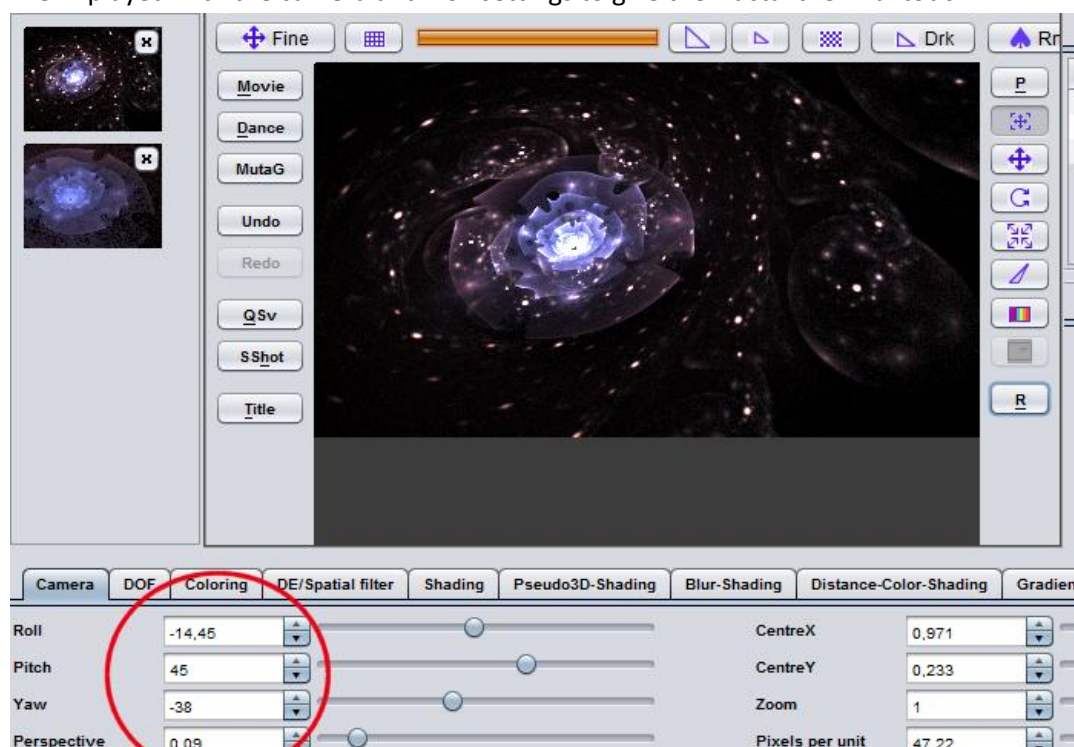 Fine
Drk
Movie
P
Dance
MutaG
Undo
Redo
QSv
SShot
Title
R
Camera DOF Coloring DE/Spatial filter Shading Pseudo3D-Shading Blur-Shading Distance-Color-Shading
Roll -14,45 CentreX 0,971
Pitch 45 CentreY 0,233
Yaw -38 Zoom 1
Perspective 0,09 Pixels per unit 47,22